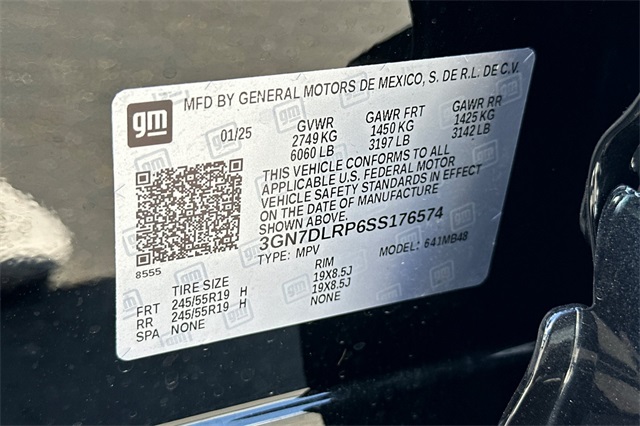 MFD BY GENERAL MOTORS DE MEXICO, S. DE R.L. DE C.V.
gm
01/25 GVWR GAWR FRT GAWR RR
2749 KG 1450 KG 1425 KG
6060 LB 3197 LB 3142 LB
THIS VEHICLE CONFORMS TO ALL
APPLICABLE U.S. FEDERAL MOTOR
VEHICLE SAFETY STANDARDS IN EFFECT
ON THE DATE OF MANUFACTURE
SHOWN ABOVE.
3GN7DLRP6SS176574
8555
TYPE: MPV MODEL: 641MB48
TIRE SIZE RIM
FRT 245/55R19 H 19X8.5J
RR 245/55R19 H 19X8.5J
SPA NONE NONE